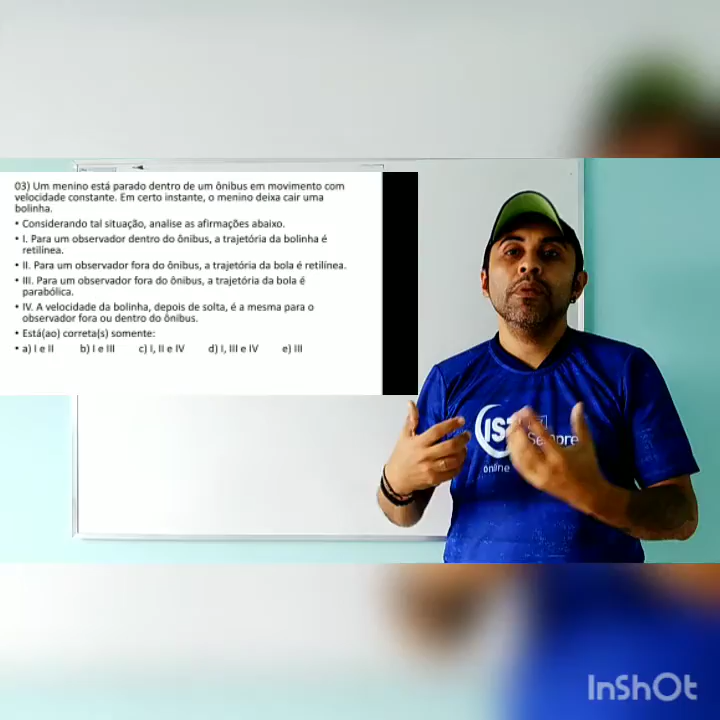 03) Um menino está parado dentro de um ônibus em movimento com
velocidade constante. Em certo instante, o menino deixa cair uma
bolinha.
• Considerando tal situação, analise as afirmações abaixo.
• I. Para um observador dentro do ônibus, a trajetória da bolinha é
retilínea.
• II. Para um observador fora do ônibus, a trajetória da bola é retilínea.
• III. Para um observador fora do ônibus, a trajetória da bola é
parabólica.
• IV. A velocidade da bolinha, depois de solta, é a mesma para o
observador fora ou dentro do ônibus.
• Está(ao) correta(s) somente:
• a) I e II b) I e III c) I, II e IV d) I, III e IV e) III
Sempre
online
InShOt